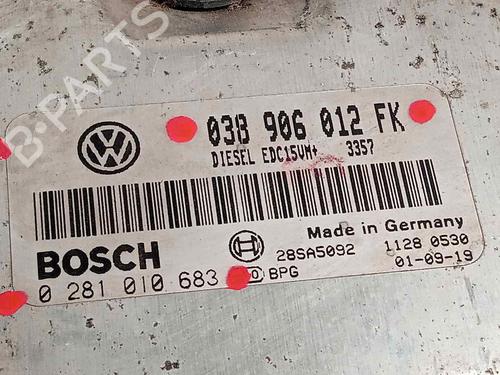 B-PARTS
038 906 012 FK
DIESEL EDC15VM+ 3357
Made in Germany
BOSCH
28SA5092 1128 0530
0 281 010 683
BPG 01-09-19